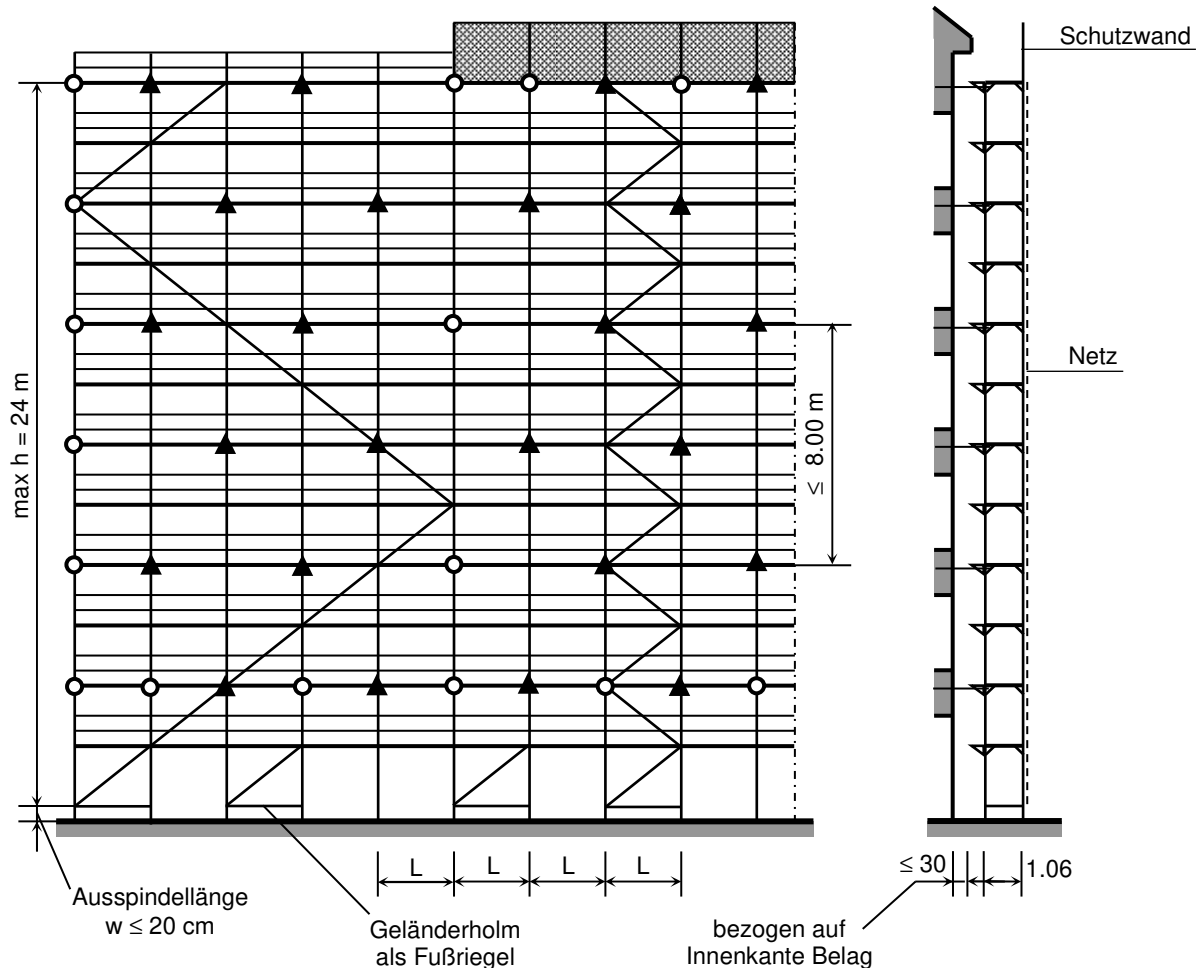 Schutzwand
Netz
max h = 24 m
≤ 8.00 m
L
L
L
L
≤ 30
1.06
Ausspindellänge
w ≤ 20 cm
Geländerholm
als Fußriegel
bezogen auf
Innenkante Belag